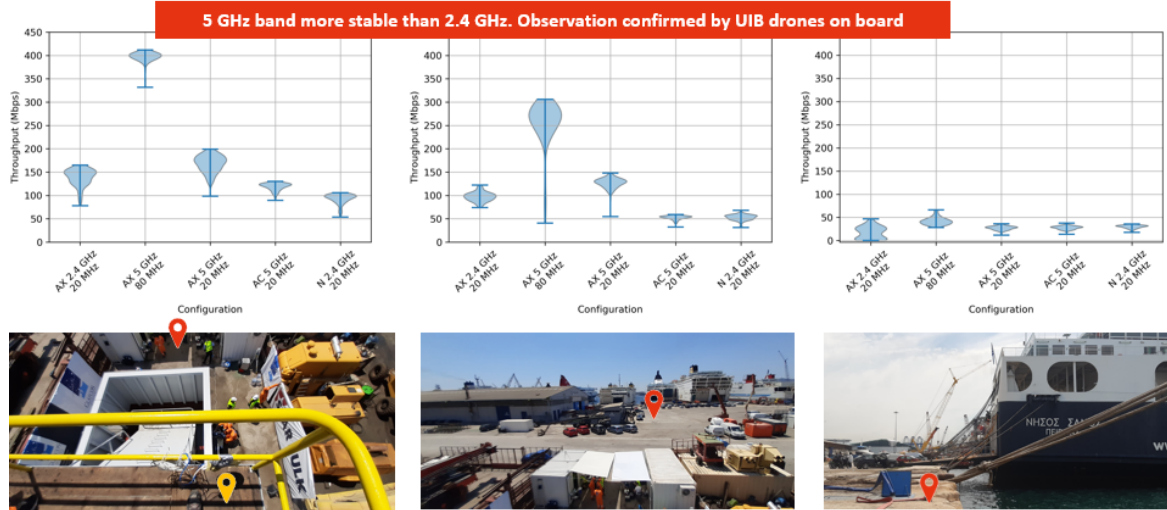 5 GHz band more stable than 2.4 GHz. Observation confirmed by UIB drones on board
450
400
350
300
250
200
150
100
50
0
Throughput (Mbps)
AX 2.4 GHz
20 MHz
AX 5 GHz
80 MHz
AX 5 GHz
20 MHz
AC 5 GHz
20 MHz
N 2.4 GHz
20 MHz
Configuration
400
350
300
250
200
150
100
50
0
Throughput (Mbps)
AX 2.4 GHz
20 MHz
AX 5 GHz
80 MHz
AX 5 GHz
20 MHz
AC 5 GHz
20 MHz
N 2.4 GHz
20 MHz
Configuration
400
350
300
250
200
150
100
50
0
Throughput (Mbps)
AX 2.4 GHz
20 MHz
AX 5 GHz
80 MHz
AX 5 GHz
20 MHz
AC 5 GHz
20 MHz
N 2.4 GHz
20 MHz
Configuration
ULK
ΝΗΣΟΣ ΣΑ